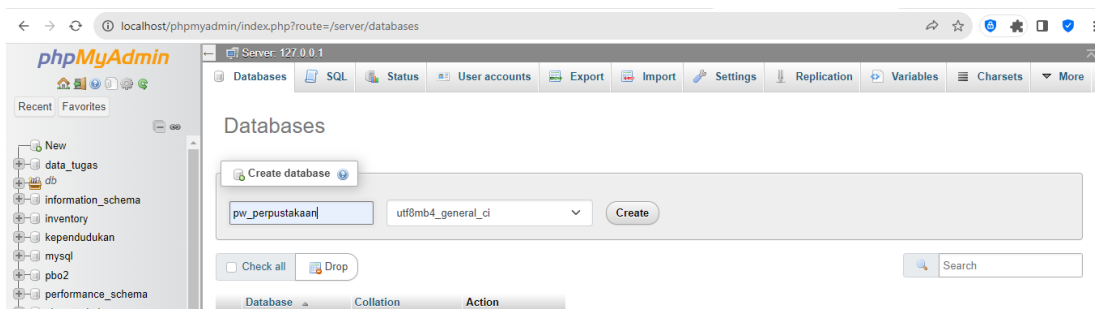 localhost/phpmyadmin/index.php?route=/server/databases
phpMyAdmin
Recent Favorites
New
data_tugas
db
information_schema
inventory
kependudukan
mysql
pbo2
performance_schema
Server: 127.0.0.1
Databases SQL Status User accounts Export Import Settings Replication Variables Charsets More
Databases
Create database
pw_perpustakaan utf8mb4_general_ci Create
Check all Drop Search
Database Collation Action